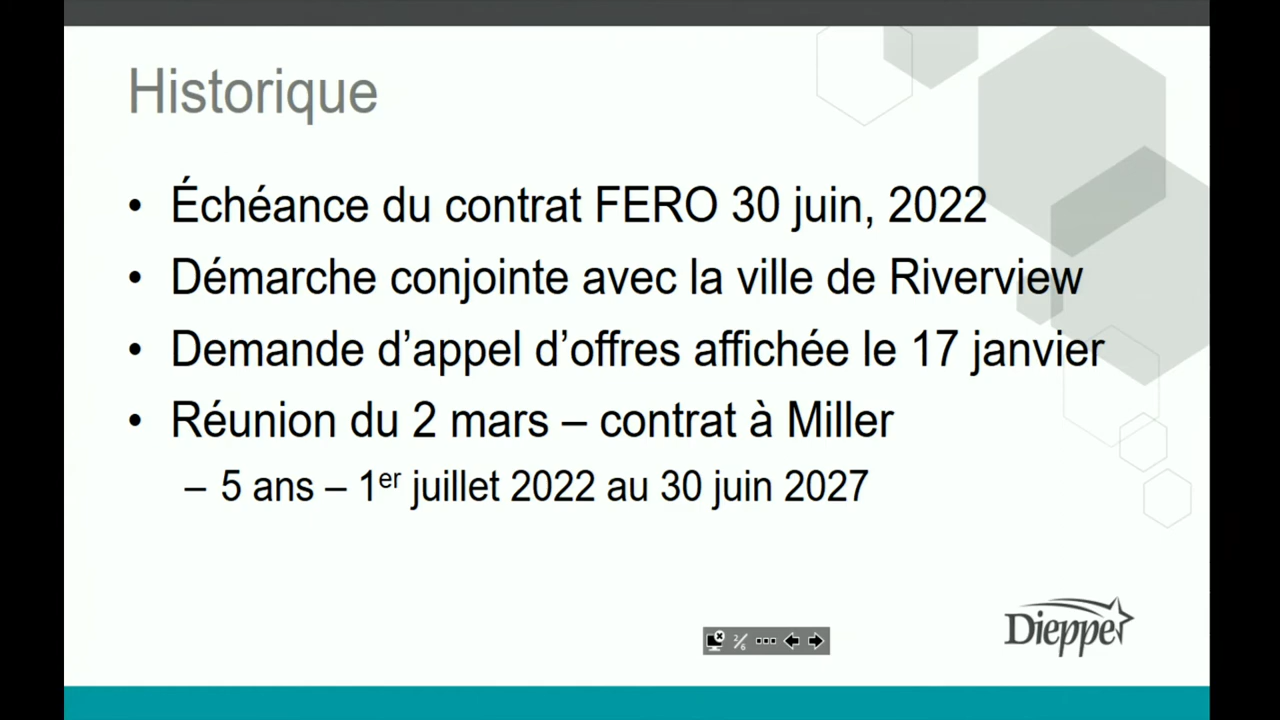 Historique
• Échéance du contrat FERO 30 juin, 2022
• Démarche conjointe avec la ville de Riverview
• Demande d’appel d’offres affichée le 17 janvier
• Réunion du 2 mars – contrat à Miller
– 5 ans – 1er juillet 2022 au 30 juin 2027
2/6
Dieppe